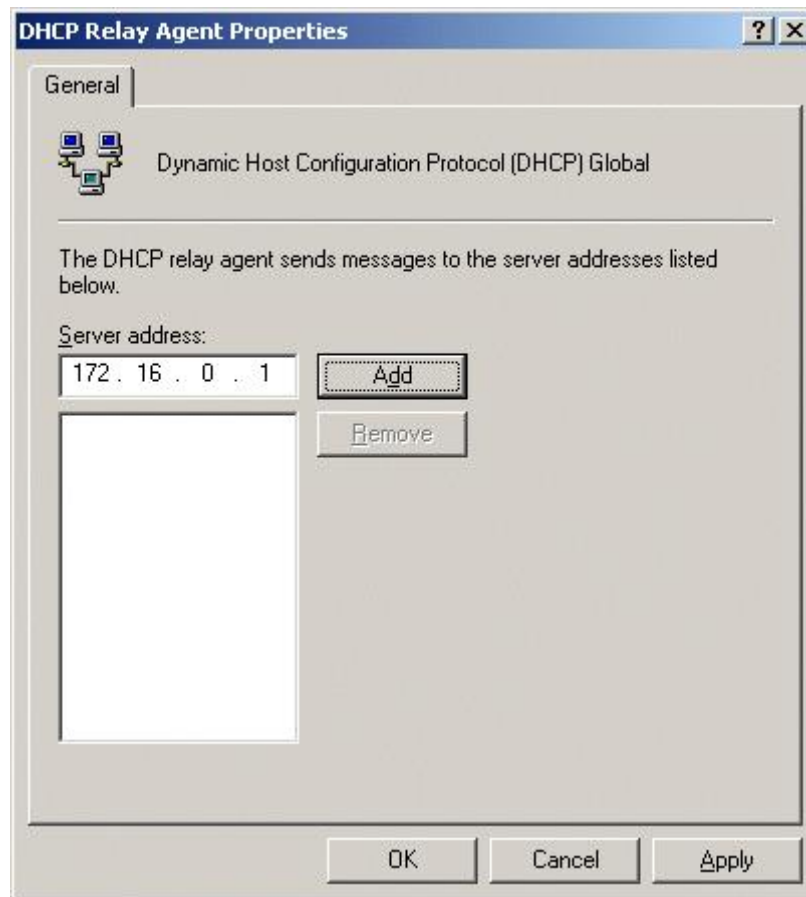 DHCP Relay Agent Properties
General
Dynamic Host Configuration Protocol (DHCP) Global
The DHCP relay agent sends messages to the server addresses listed
below.
Server address:
172 . 16 . 0 . 1
Add
Remove
OK Cancel Apply